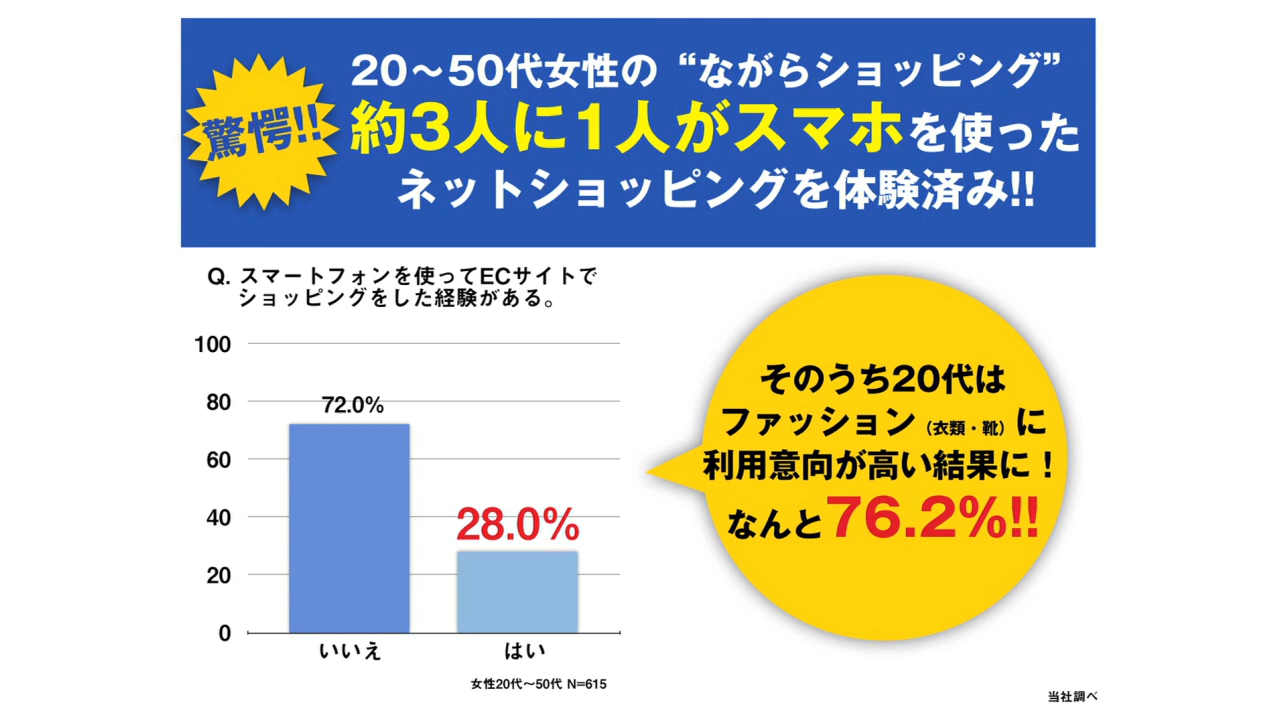 驚愕!!
20〜50代女性の“ながらショッピング”
約3人に1人がスマホを使った
ネットショッピングを体験済み!!
Q. スマートフォンを使ってECサイトで
ショッピングをした経験がある。
100
80
60
40
20
0
72.0%
28.0%
いいえ
はい
女性20代〜50代 N=615
そのうち20代は
ファッション（衣類・靴）に
利用意向が高い結果に！
なんと76.2%!!
当社調べ